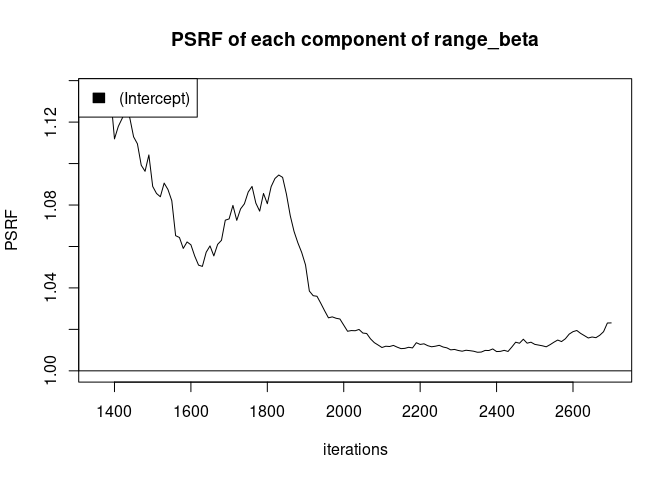 PSRF of each component of range_beta
(Intercept)
PSRF
1.12
1.08
1.04
1.00
1400 1600 1800 2000 2200 2400 2600
iterations